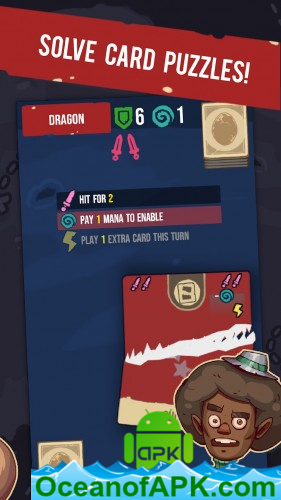 SOLVE CARD PUZZLES!
DRAGON 6 1
HIT FOR 2
PAY 1 MANA TO ENABLE
PLAY 1 EXTRA CARD THIS TURN
B
apk
OceanofAPK.com